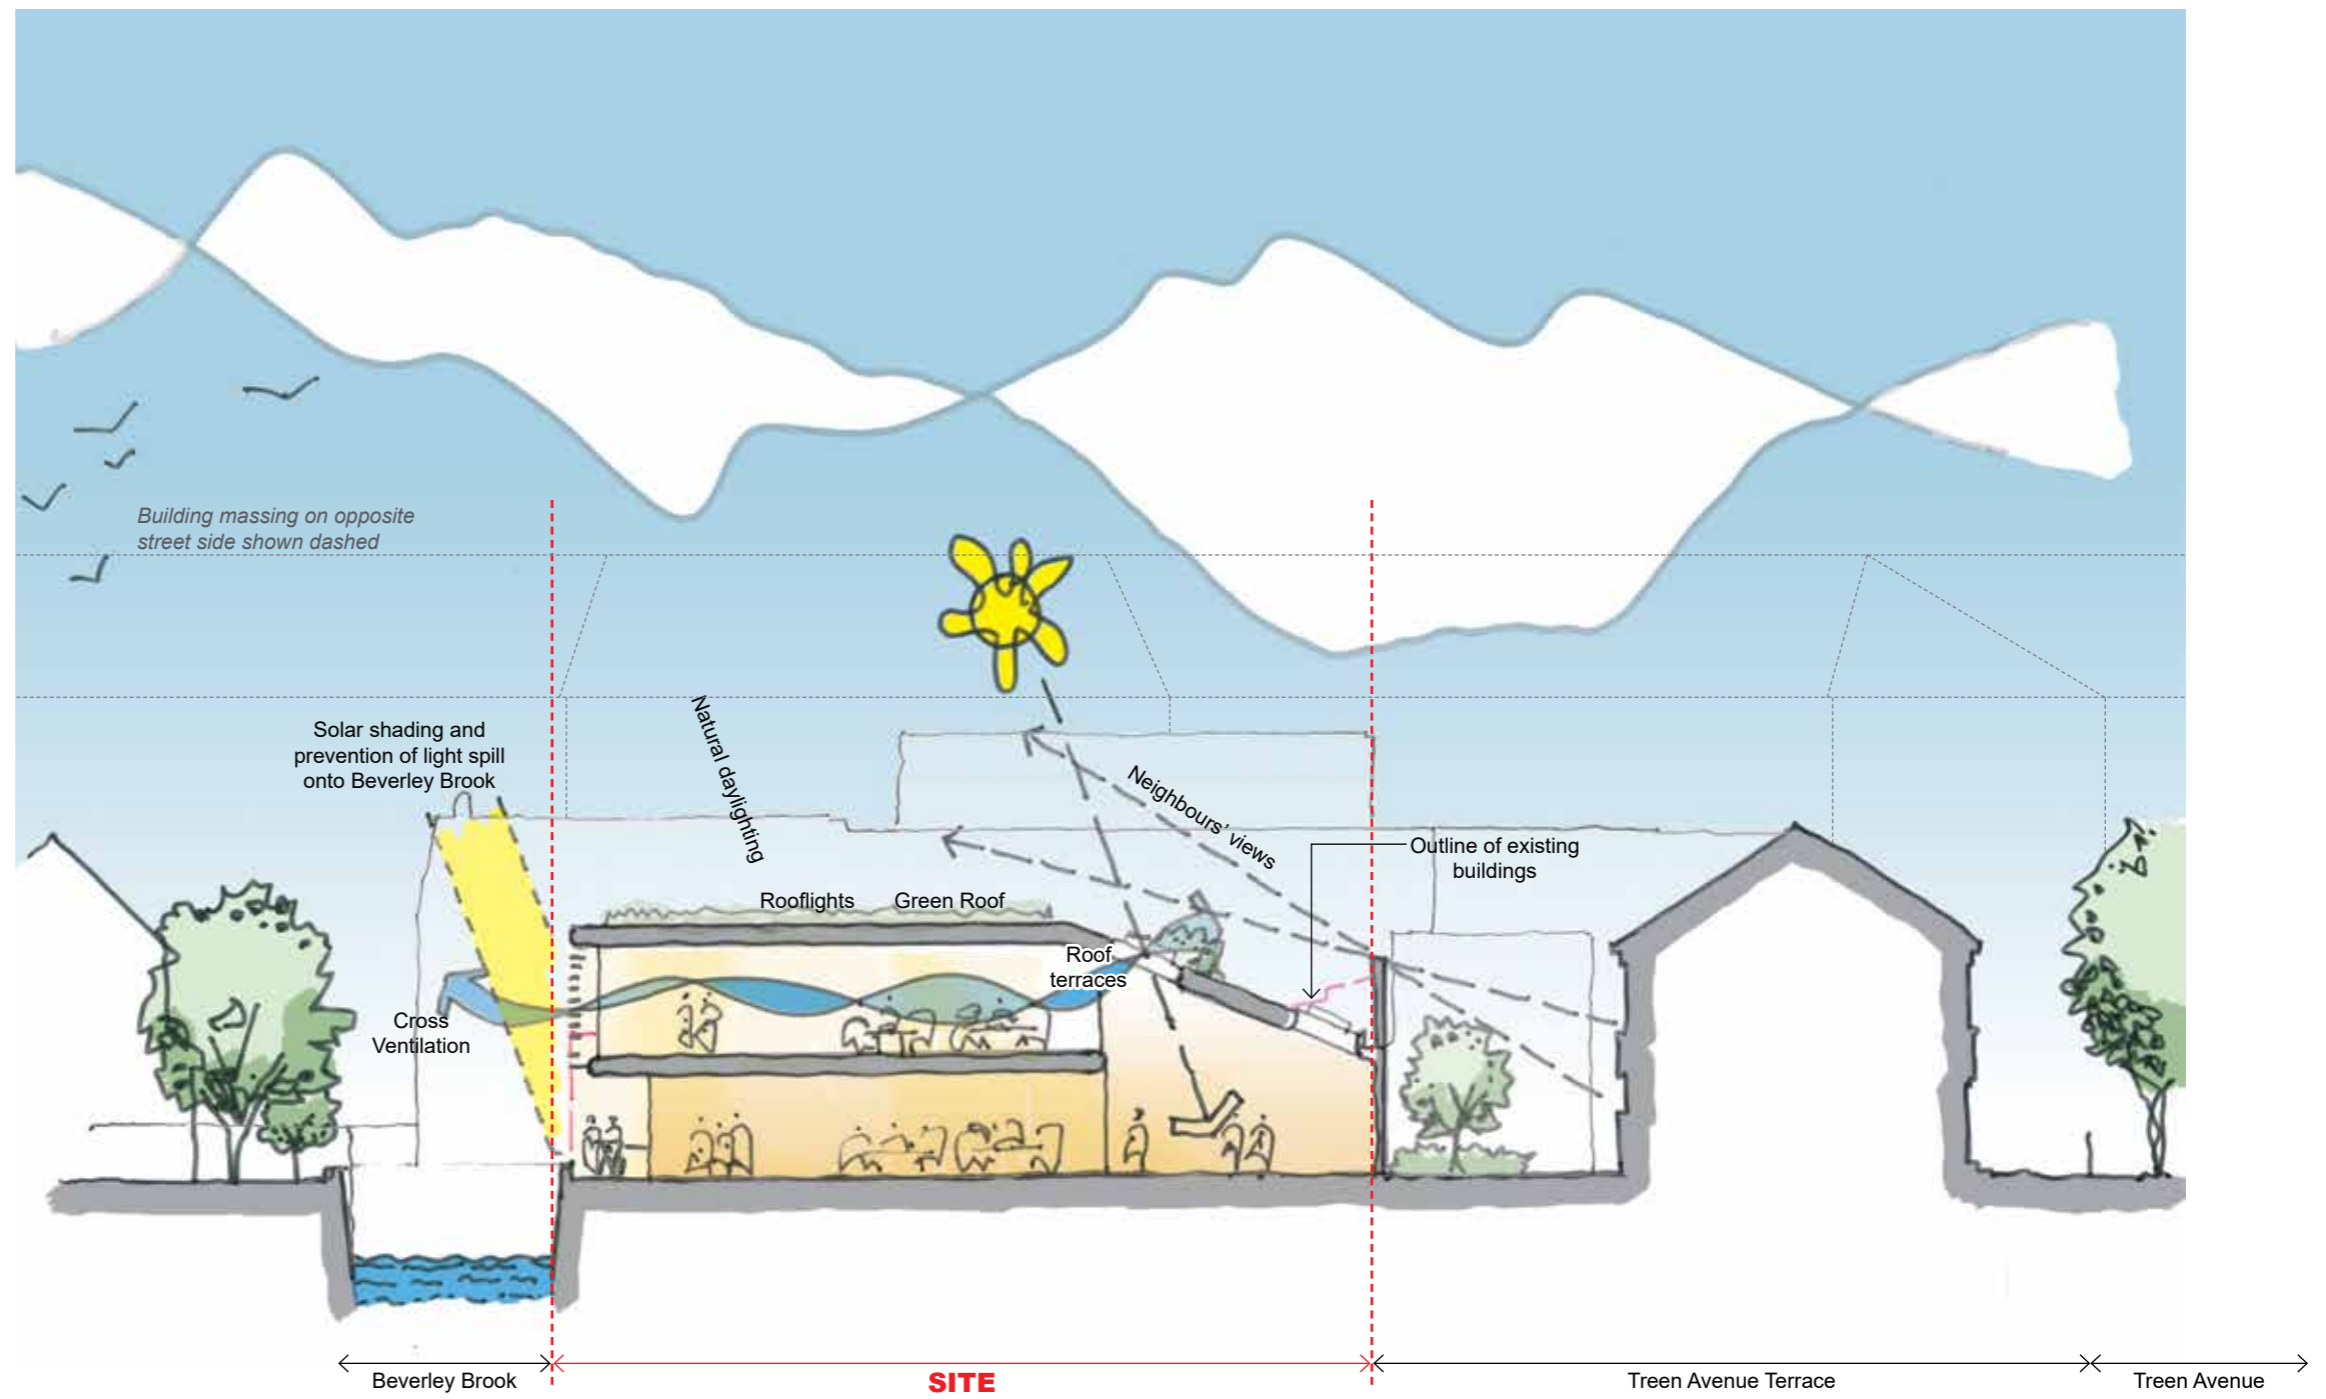 Building massing on opposite
street side shown dashed
Solar shading and
prevention of light spill
onto Beverley Brook
Natural daylighting
Neighbours' views
Outline of existing
buildings
Rooflights
Green Roof
Roof
terraces
Cross
Ventilation
Beverley Brook
SITE
Treen Avenue Terrace
Treen Avenue